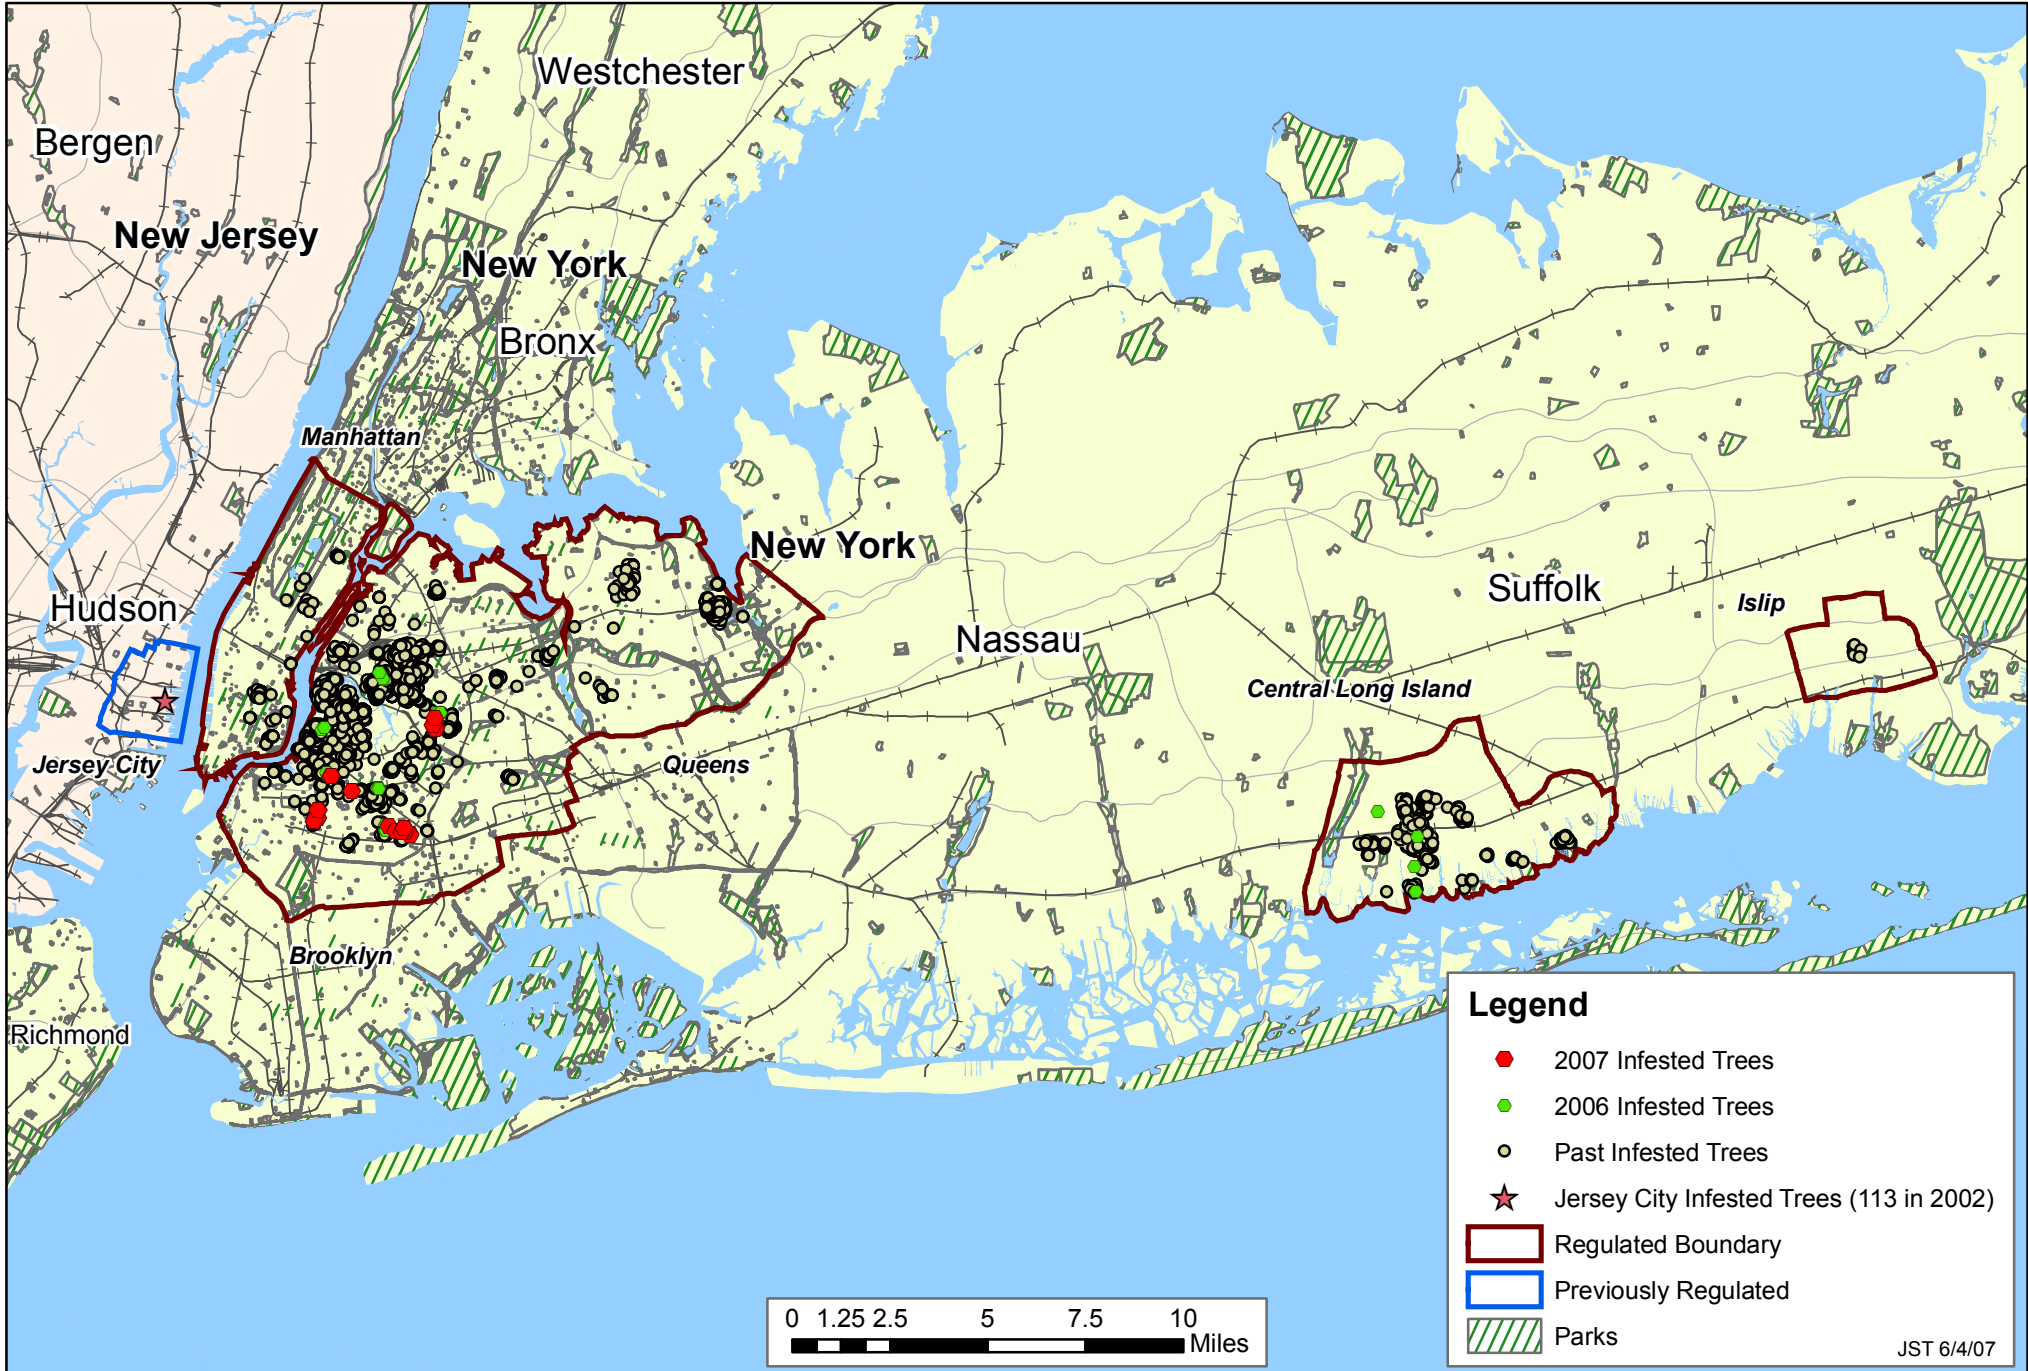 Westchester
Bergen
New Jersey
New York
Bronx
Manhattan
New York
Hudson
Suffolk
Islip
Nassau
Central Long Island
Jersey City
Queens
Brooklyn
Richmond
Legend
2007 Infested Trees
2006 Infested Trees
Past Infested Trees
Jersey City Infested Trees (113 in 2002)
Regulated Boundary
Previously Regulated
Parks
JST 6/4/07
0 1.25 2.5 5 7.5 10
Miles